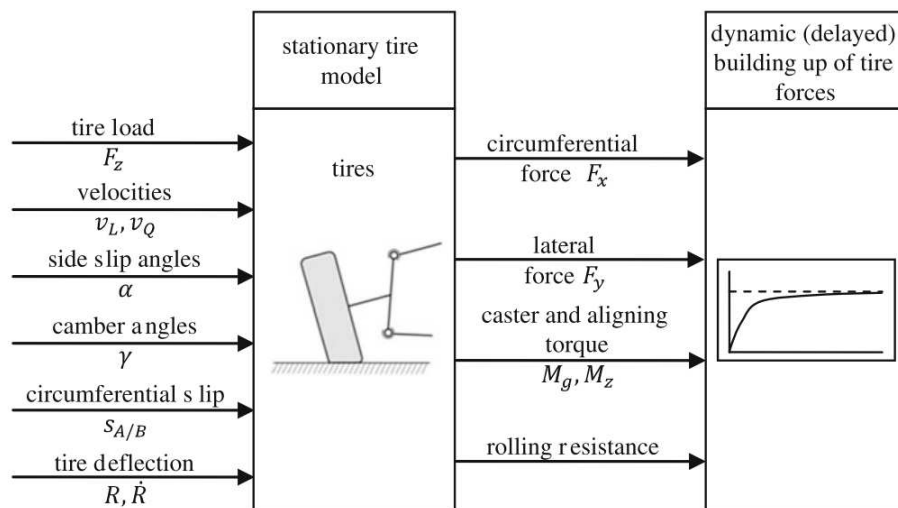 stationary tire
model
dynamic (delayed)
building up of tire
forces
tire load
F_z
velocities
v_L, v_Q
side slip angles
α
camber angles
γ
circumferential slip
s_{A/B}
tire deflection
R, Ṙ
tires
circumferential
force F_x
lateral
force F_y
caster and aligning
torque
M_g, M_z
rolling resistance